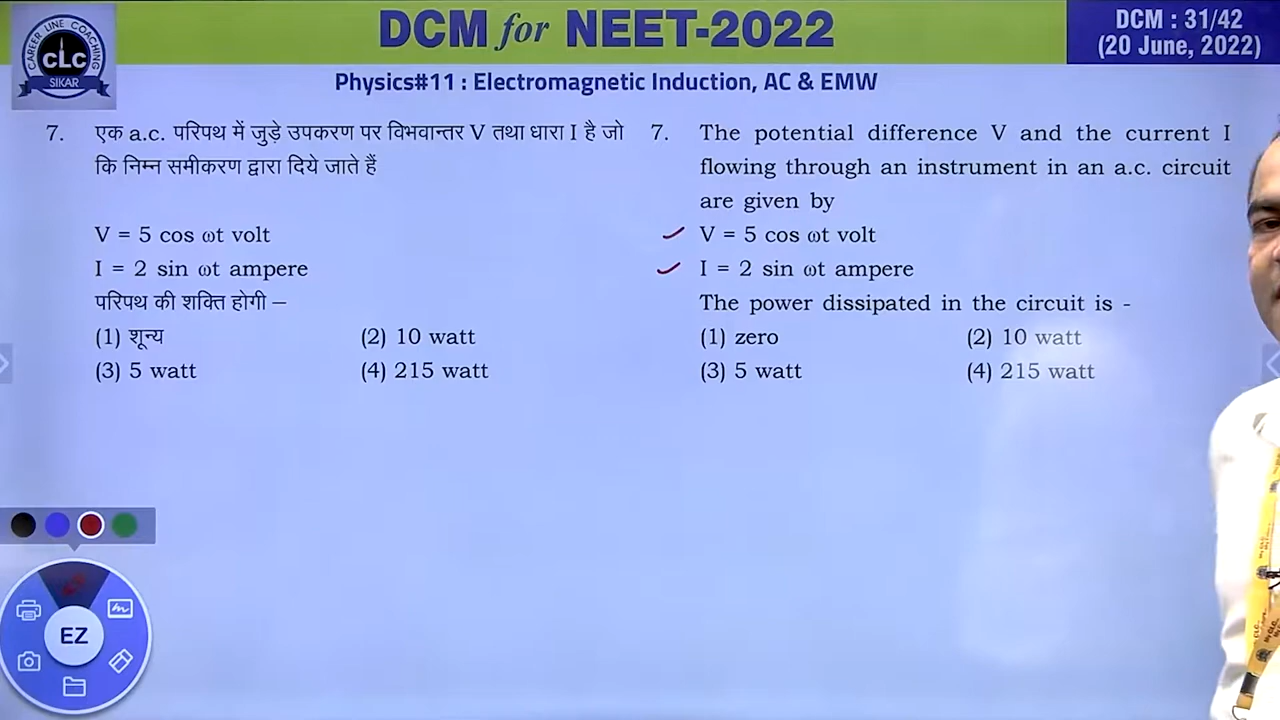 CAREER LINE COACHING
CLC
SIKAR
DCM for NEET-2022
DCM : 31/42
(20 June, 2022)
Physics#11 : Electromagnetic Induction, AC & EMW
7. एक a.c. परिपथ में जुड़े उपकरण पर विभवान्तर V तथा धारा I है जो
कि निम्न समीकरण द्वारा दिये जाते हैं
V = 5 cos ωt volt
I = 2 sin ωt ampere
परिपथ की शक्ति होगी –
(1) शून्य (2) 10 watt
(3) 5 watt (4) 215 watt
7. The potential difference V and the current I
flowing through an instrument in an a.c. circuit
are given by
V = 5 cos ωt volt
I = 2 sin ωt ampere
The power dissipated in the circuit is -
(1) zero (2) 10 watt
(3) 5 watt (4) 215 watt
EZ